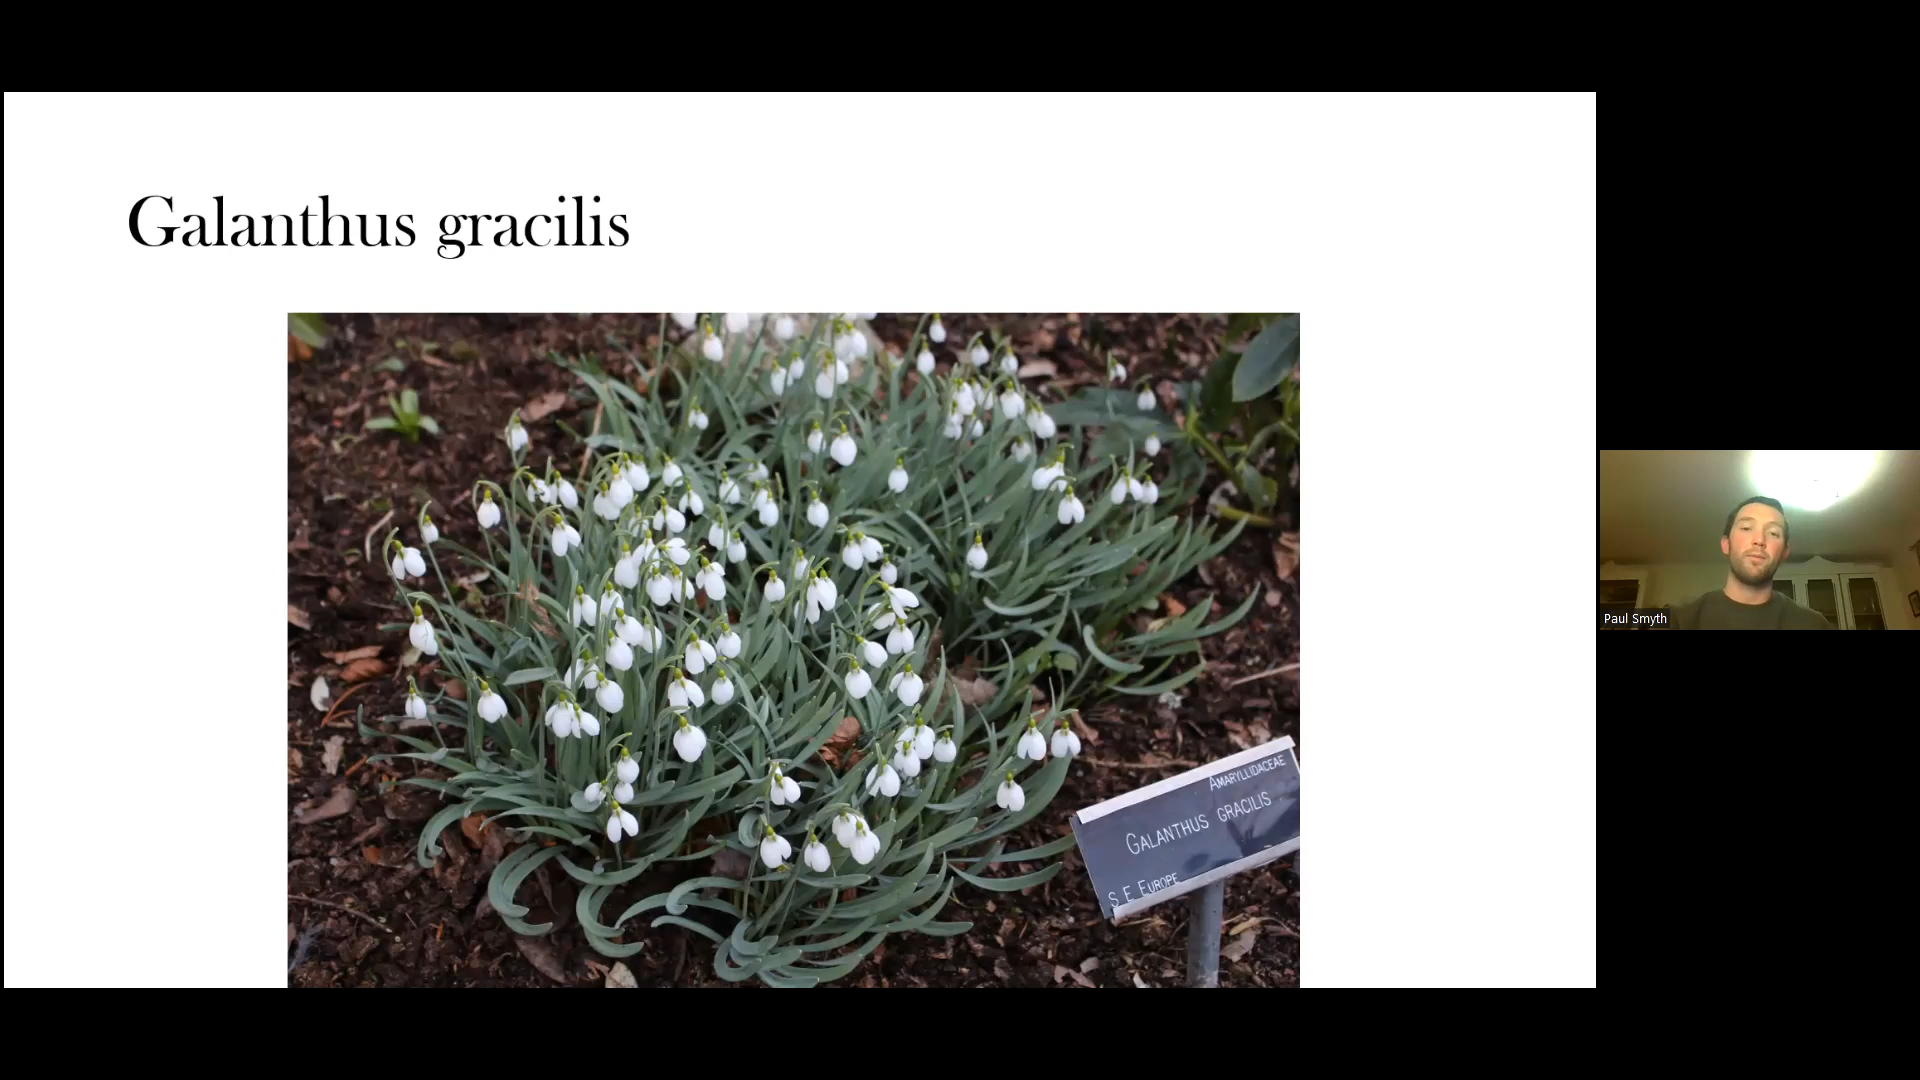 Galanthus gracilis
AMARYLLIDACEAE
GALANTHUS GRACILIS
S E EUROPE
Paul Smyth